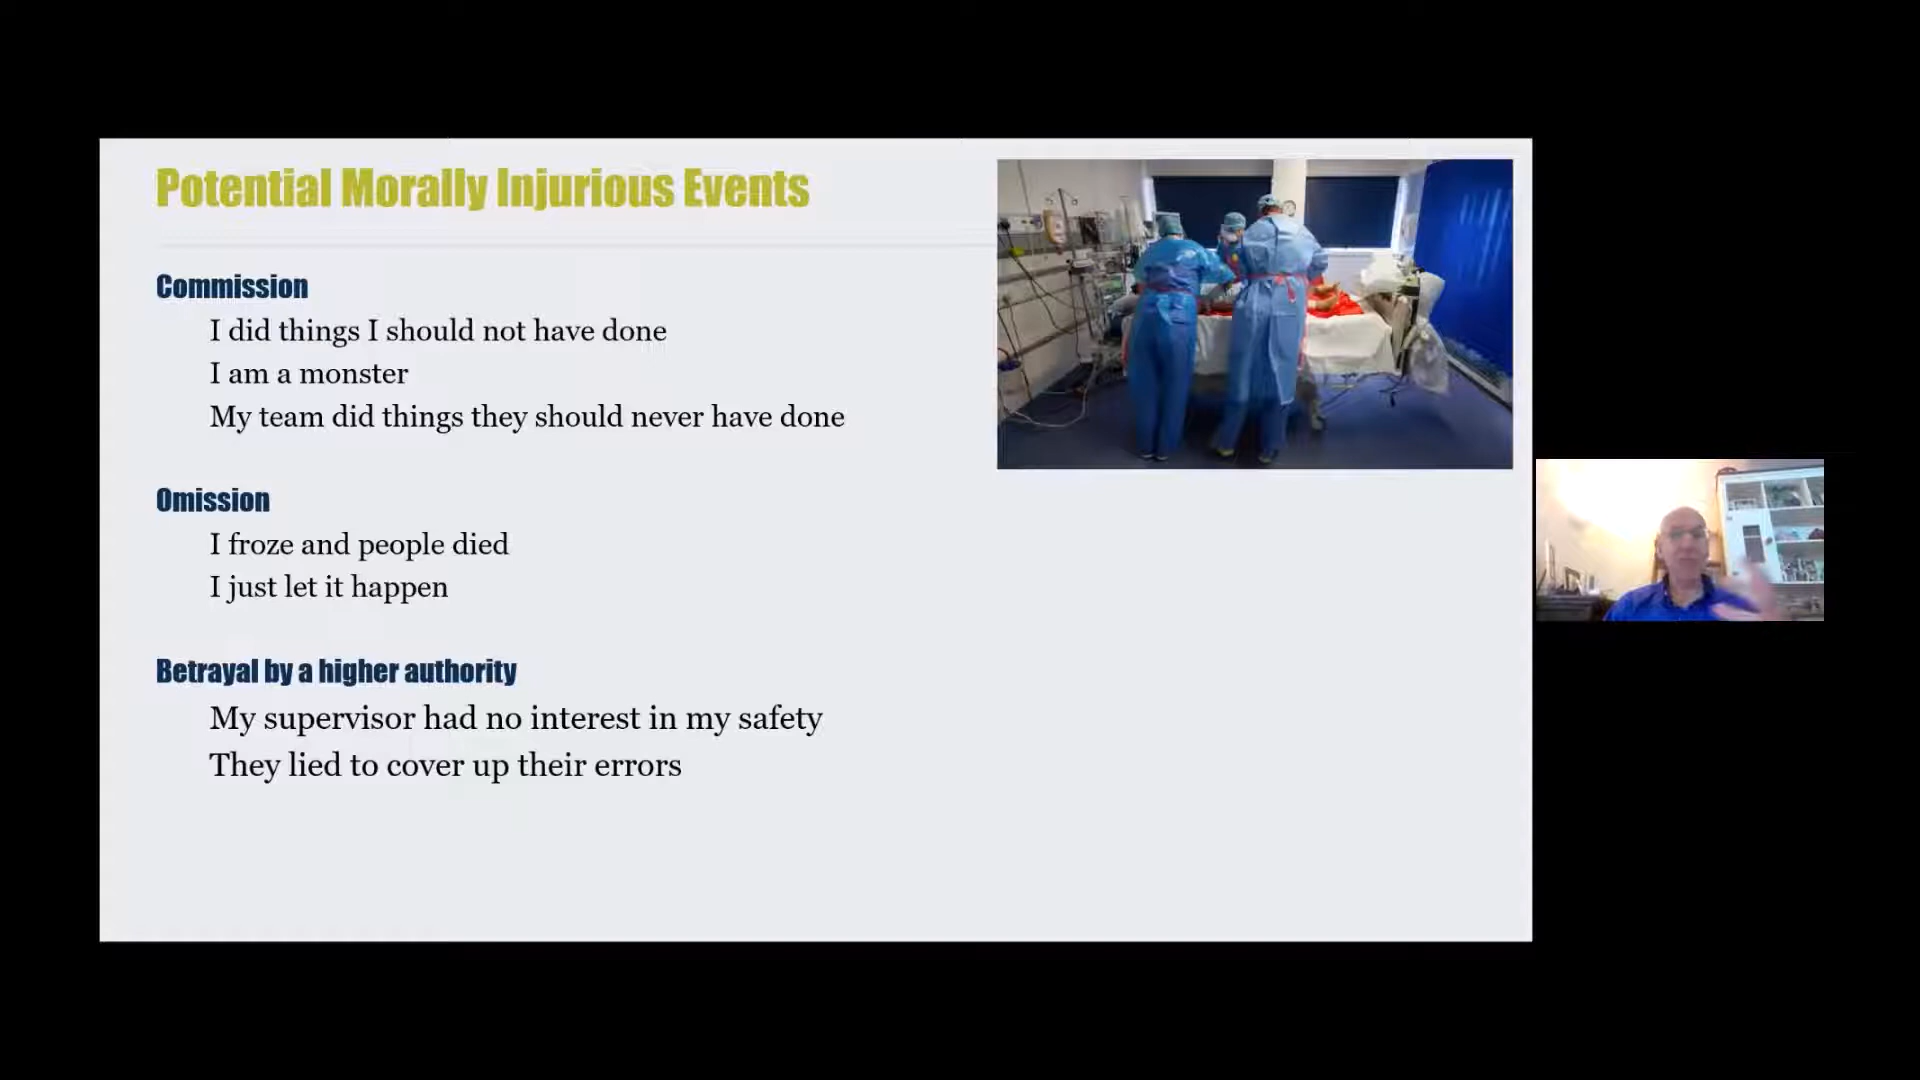 Potential Morally Injurious Events
Commission
I did things I should not have done
I am a monster
My team did things they should never have done
Omission
I froze and people died
I just let it happen
Betrayal by a higher authority
My supervisor had no interest in my safety
They lied to cover up their errors